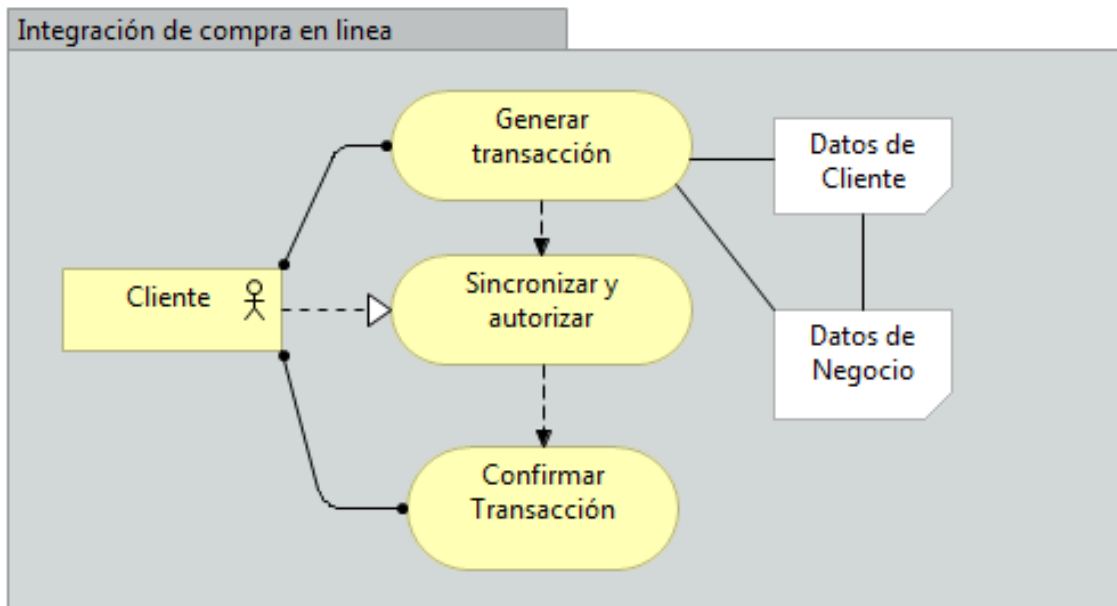 Integración de compra en linea
Generar
transacción
Datos de
Cliente
Cliente
Sincronizar y
autorizar
Datos de
Negocio
Confirmar
Transacción